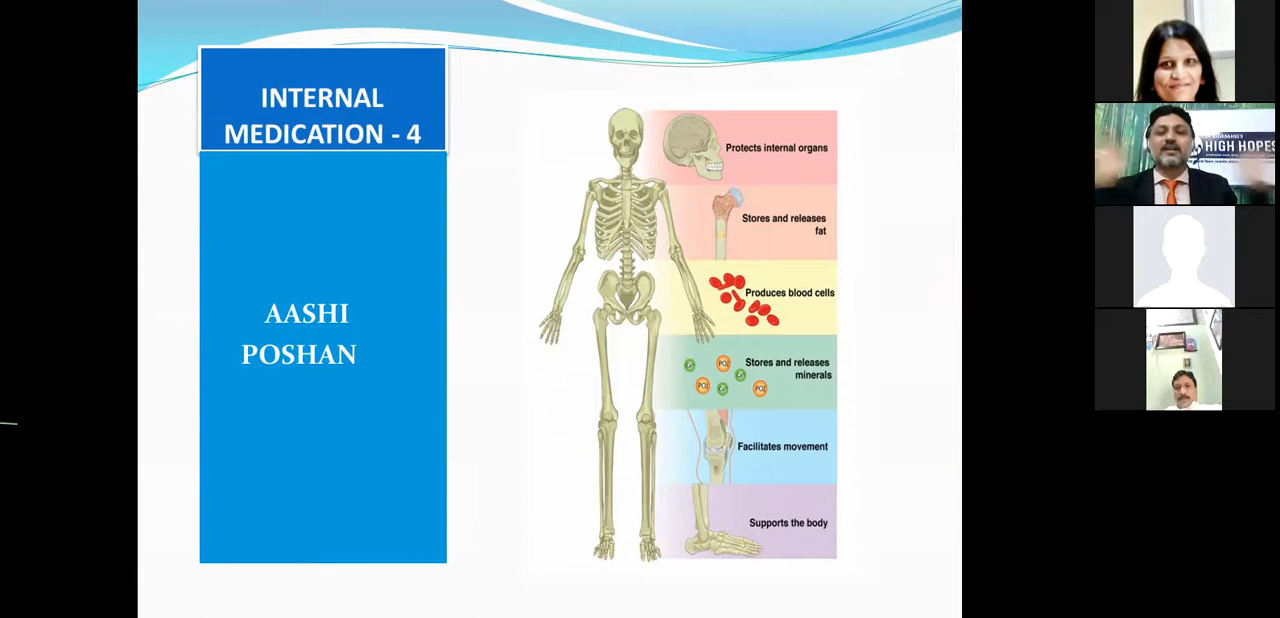 INTERNAL
MEDICATION - 4
AASHI
POSHAN
Protects internal organs
Stores and releases
fat
Produces blood cells
Stores and releases
minerals
Facilitates movement
Supports the body
HIGH HOPES